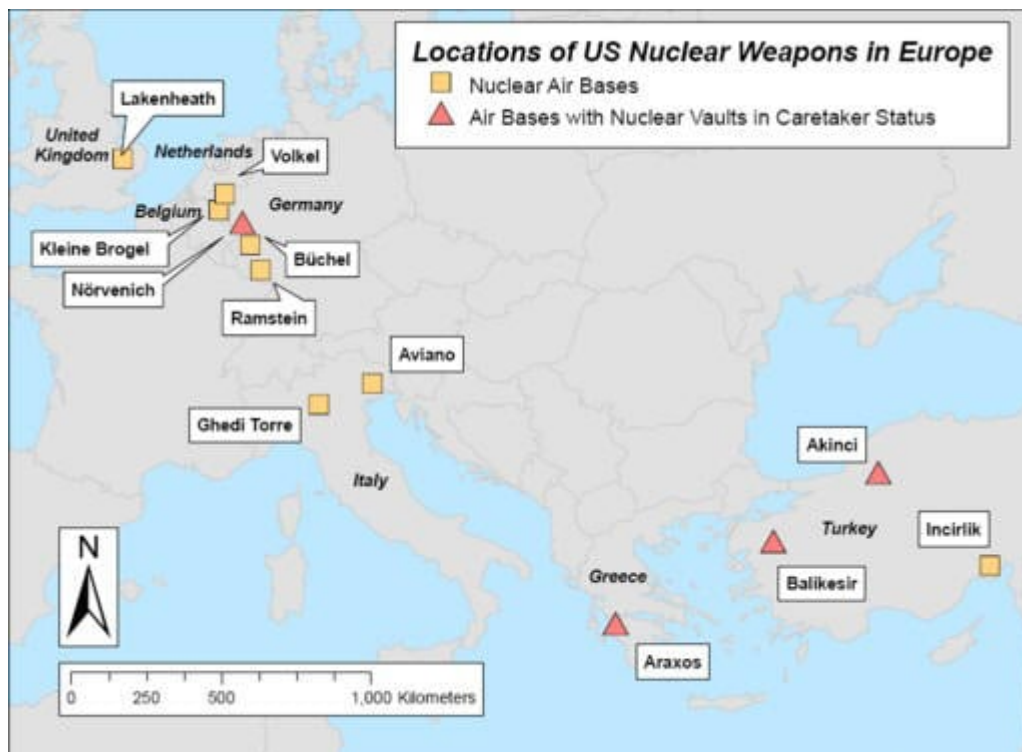 Locations of US Nuclear Weapons in Europe
Nuclear Air Bases
Air Bases with Nuclear Vaults in Caretaker Status
Lakenheath
United
Kingdom
Netherlands
Volkel
Belgium
Germany
Kleine Brogel
Büchel
Nörvenich
Ramstein
Aviano
Ghedi Torre
Italy
Akinci
Turkey
Incirlik
Balikesir
Greece
Araxos
N
0 250 500 1,000 Kilometers